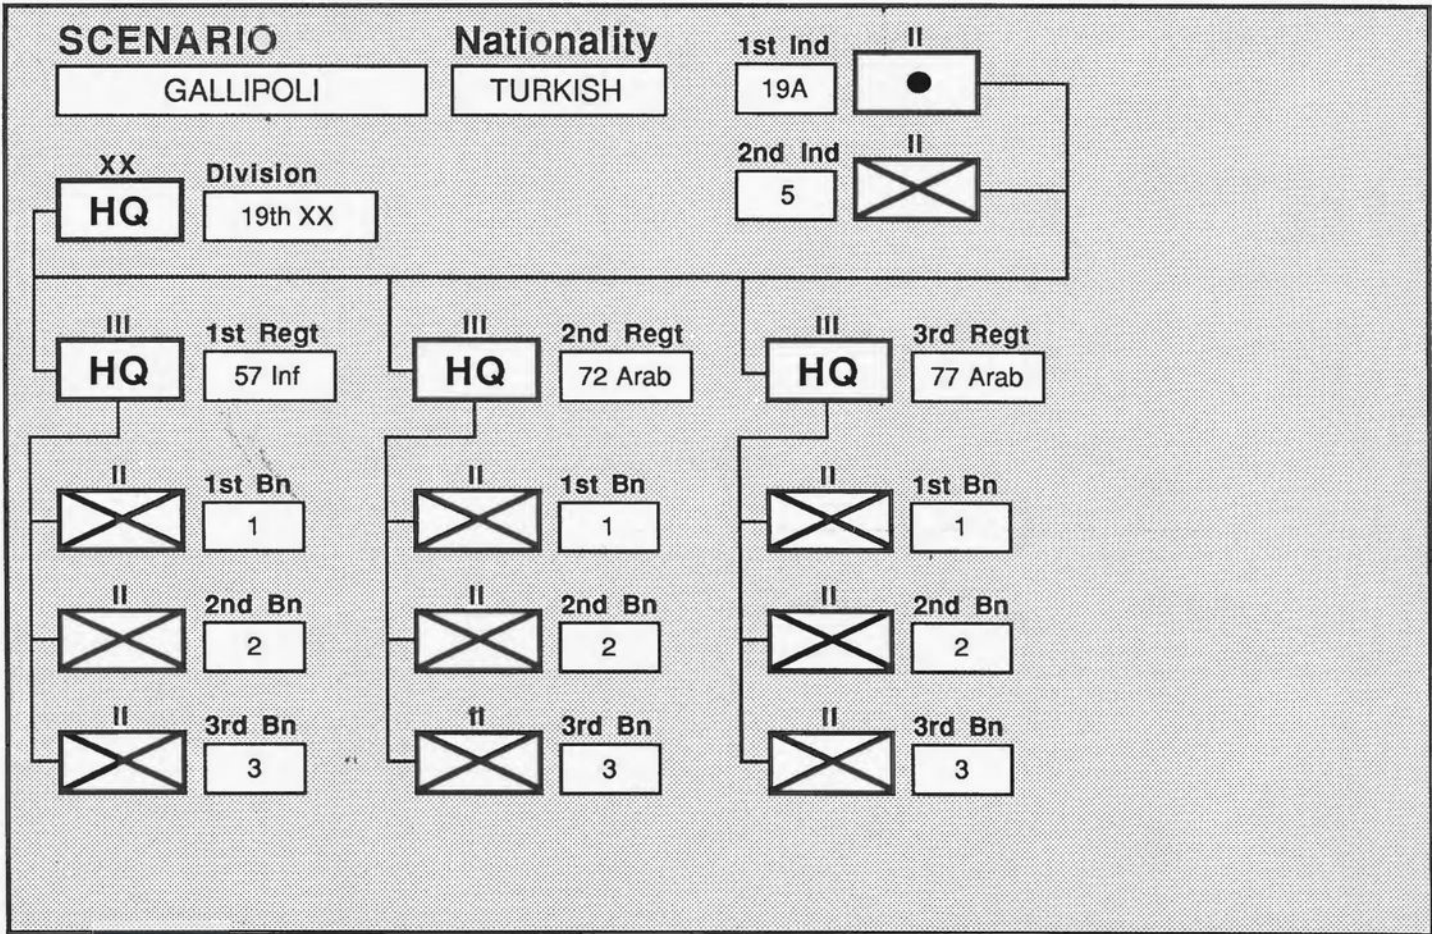 SCENARIO Nationality
GALLIPOLI TURKISH
1st Ind II
19A
2nd Ind II
5
XX Division
HQ 19th XX
III 1st Regt III 2nd Regt III 3rd Regt
HQ 57 Inf HQ 72 Arab HQ 77 Arab
II 1st Bn II 1st Bn II 1st Bn
1 1 1
II 2nd Bn II 2nd Bn II 2nd Bn
2 2 2
II 3rd Bn II 3rd Bn II 3rd Bn
3 3 3